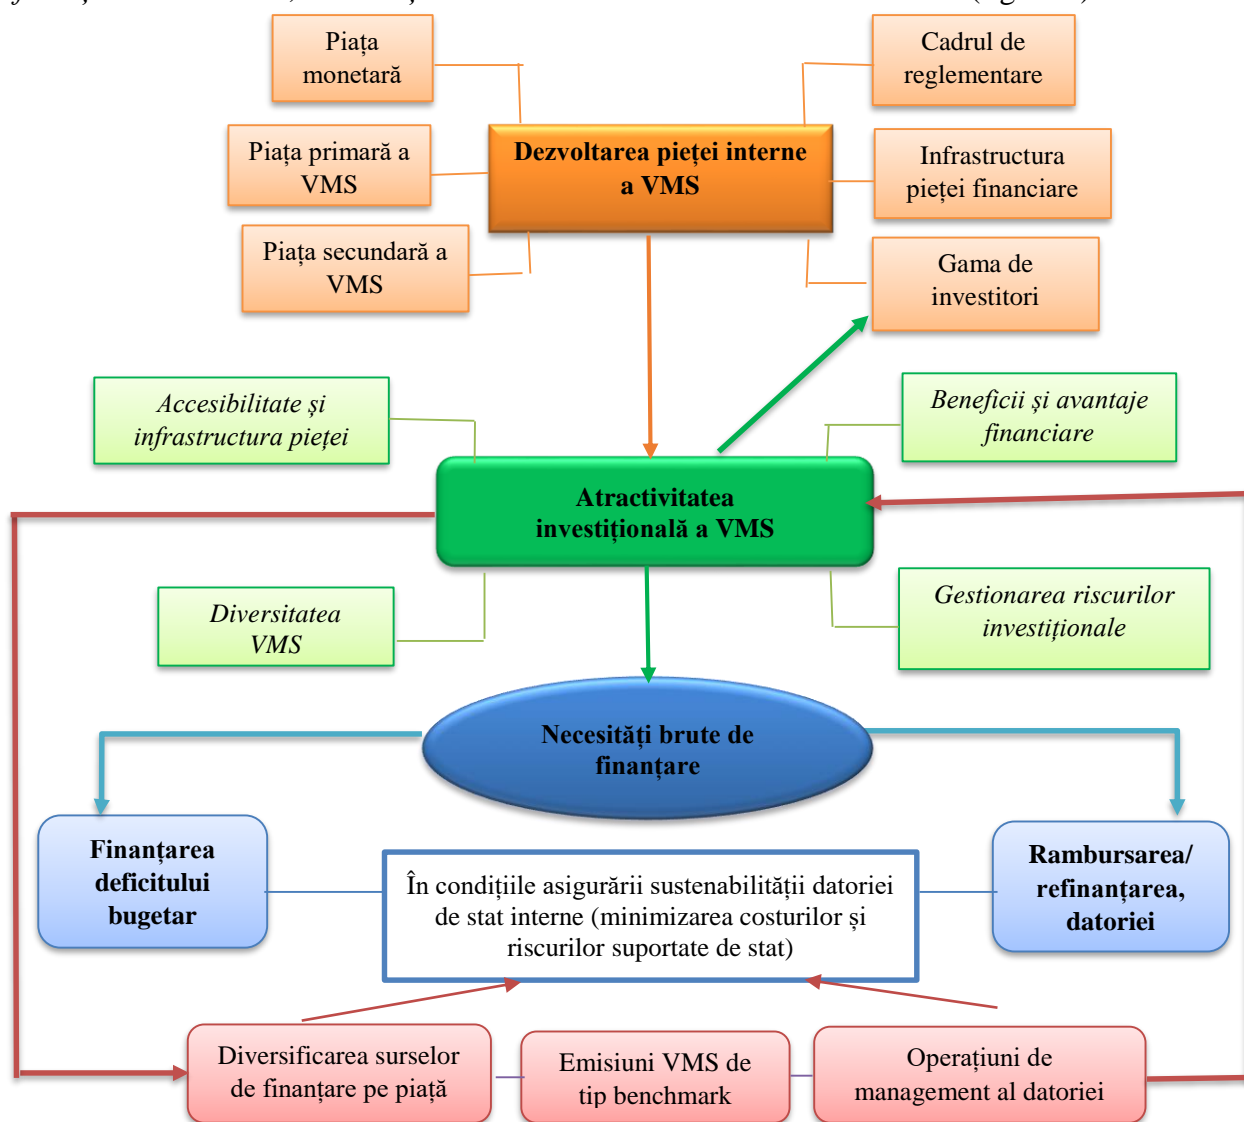 Piața
monetară
Cadrul de
reglementare
Dezvoltarea pieței interne
a VMS
Piața primară a
VMS
Infrastructura
pieței financiare
Piața secundară a
VMS
Gama de
investitori
Accesibilitate și
infrastructura pieței
Beneficii și avantaje
financiare
Atractivitatea
investițională a VMS
Diversitatea
VMS
Gestionarea riscurilor
investiționale
Necesități brute de
finanțare
Finanțarea
deficitului
bugetar
În condițiile asigurării sustenabilității datoriei
de stat interne (minimizarea costurilor și
riscurilor suportate de stat)
Rambursarea/
refinanțarea,
datoriei
Diversificarea surselor
de finanțare pe piață
Emisiuni VMS de
tip benchmark
Operațiuni de
management al datoriei